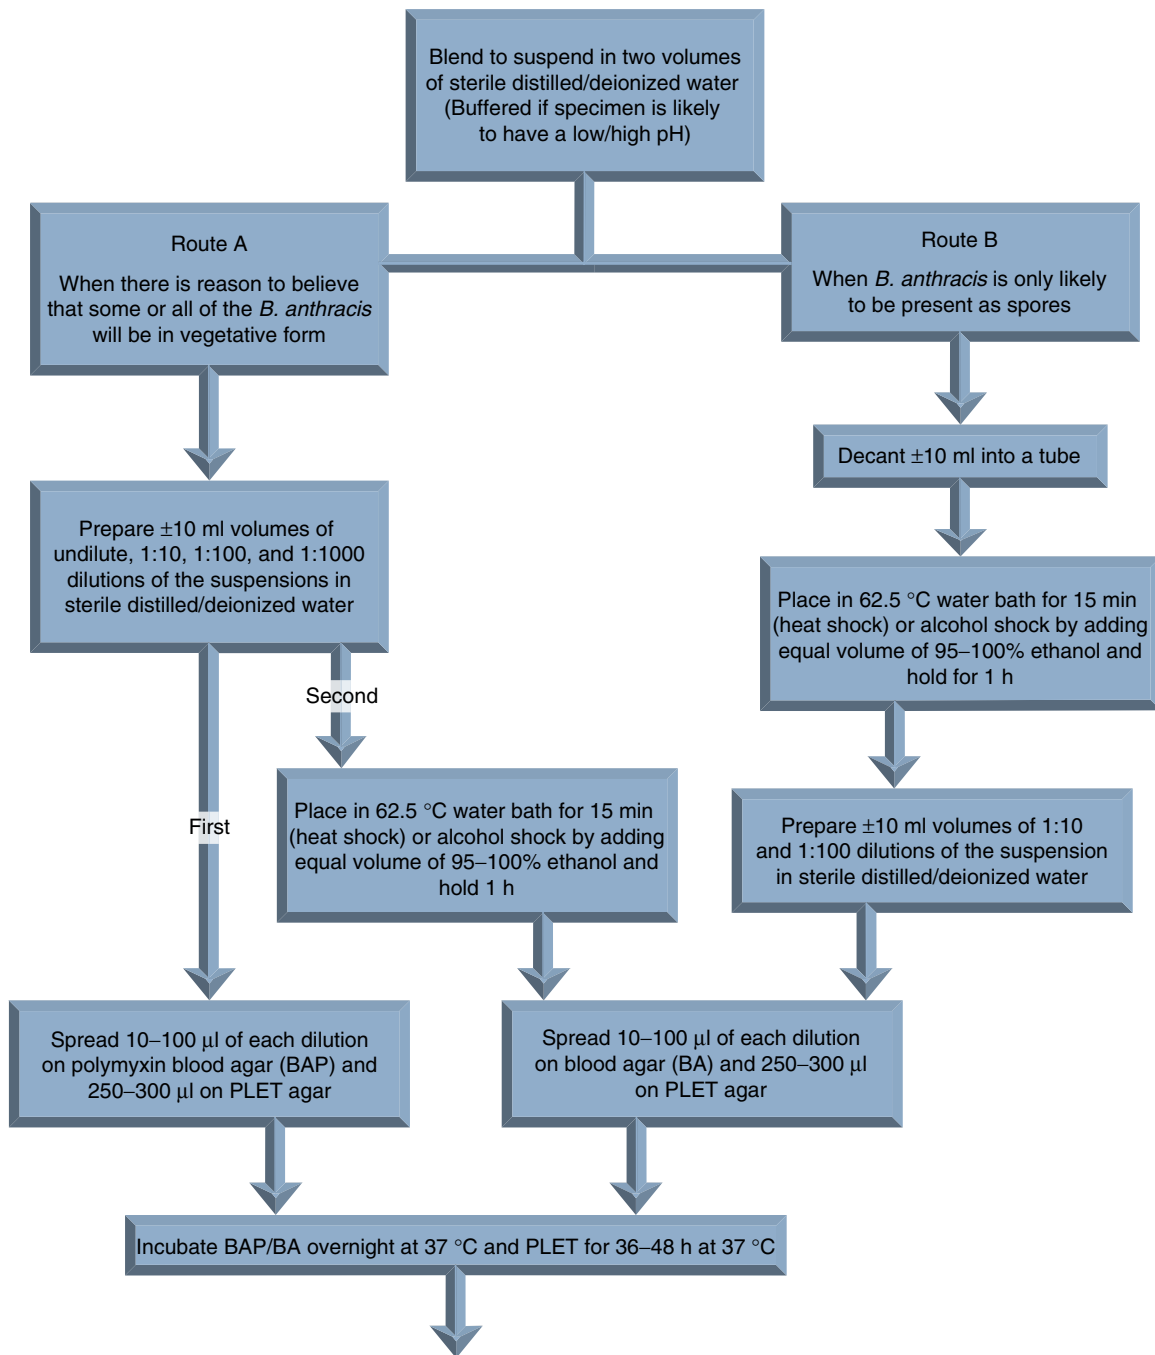 Blend to suspend in two volumes
of sterile distilled/deionized water
(Buffered if specimen is likely
to have a low/high pH)
Route A
When there is reason to believe
that some or all of the B. anthracis
will be in vegetative form
Route B
When B. anthracis is only likely
to be present as spores
Decant ±10 ml into a tube
Prepare ±10 ml volumes of
undilute, 1:10, 1:100, and 1:1000
dilutions of the suspensions in
sterile distilled/deionized water
Place in 62.5 °C water bath for 15 min
(heat shock) or alcohol shock by adding
equal volume of 95–100% ethanol and
hold for 1 h
Second
First
Place in 62.5 °C water bath for 15 min
(heat shock) or alcohol shock by adding
equal volume of 95–100% ethanol and
hold 1 h
Prepare ±10 ml volumes of 1:10
and 1:100 dilutions of the suspension
in sterile distilled/deionized water
Spread 10–100 µl of each dilution
on polymyxin blood agar (BAP) and
250–300 µl on PLET agar
Spread 10–100 µl of each dilution
on blood agar (BA) and 250–300 µl
on PLET agar
Incubate BAP/BA overnight at 37 °C and PLET for 36–48 h at 37 °C